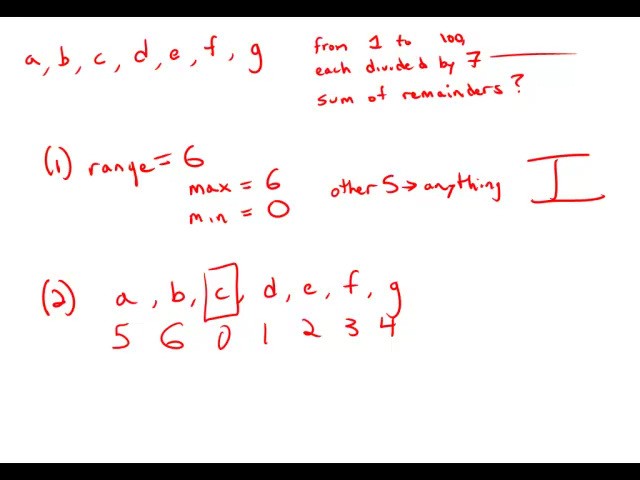 a, b, c, d, e, f, g
from 1 to 100,
each divided by 7
sum of remainders?
(1) range = 6
max = 6
min = 0
other 5 → anything
I
(2) a, b, c, d, e, f, g
5 6 0 1 2 3 4